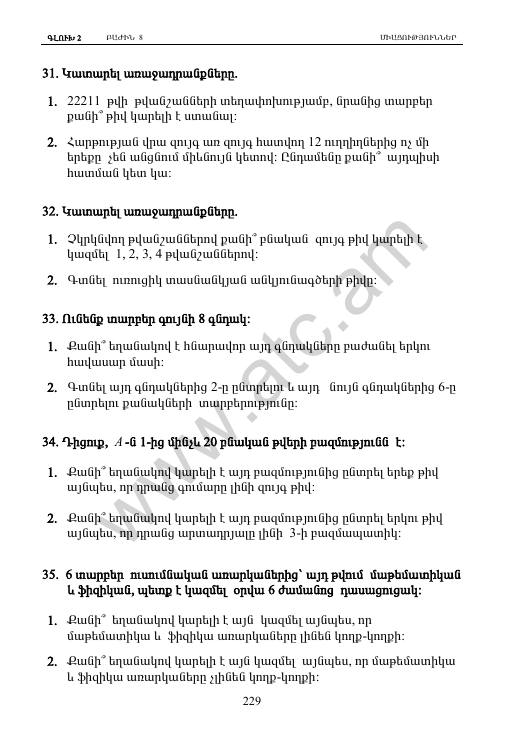 ԳԼՈՒԽ 2 ԲԱԺԻՆ 8 ՄԻԱՑՈՒԹՅՈՒՆՆԵՐ
31. Կատարել առաջադրանքները.
1. 22211 թվի թվանշանների տեղափոխությամբ, նրանից տարբեր
քանի՞ թիվ կարելի է ստանալ:
2. Հարթության վրա զույգ առ զույգ հատվող 12 ուղղիղներից ոչ մի
երեքը չեն անցնում միևնույն կետով: Ընդամենը քանի՞ այդպիսի
հատման կետ կա:
32. Կատարել առաջադրանքները.
1. Չկրկնվող թվանշաններով քանի՞ բնական զույգ թիվ կարելի է
կազմել 1, 2, 3, 4 թվանշաններով:
2. Գտնել ուռուցիկ տասնանկյան անկյունագծերի թիվը:
33. Ունենք տարբեր գույնի 8 գնդակ:
1. Քանի՞ եղանակով է հնարավոր այդ գնդակները բաժանել երկու
հավասար մասի:
2. Գտնել այդ գնդակներից 2-ը ընտրելու և այդ նույն գնդակներից 6-ը
ընտրելու քանակների տարբերությունը:
34. Դիցուք, A-ն 1-ից մինչև 20 բնական թվերի բազմությունն է:
1. Քանի՞ եղանակով կարելի է այդ բազմությունից ընտրել երեք թիվ
այնպես, որ դրանց գումարը լինի զույգ թիվ:
2. Քանի՞ եղանակով կարելի է այդ բազմությունից ընտրել երկու թիվ
այնպես, որ դրանց արտադրյալը լինի 3-ի բազմապատիկ:
35. 6 տարբեր ուսումնական առարկաներից՝ այդ թվում մաթեմատիկան
և ֆիզիկան, պետք է կազմել օրվա 6 ժամանոց դասացուցակ:
1. Քանի՞ եղանակով կարելի է այն կազմել այնպես, որ
մաթեմատիկա և ֆիզիկա առարկաները լինեն կողք-կողքի:
2. Քանի՞ եղանակով կարելի է այն կազմել այնպես, որ մաթեմատիկա
և ֆիզիկա առարկաները չլինեն կողք-կողքի:
229
www.atc.am